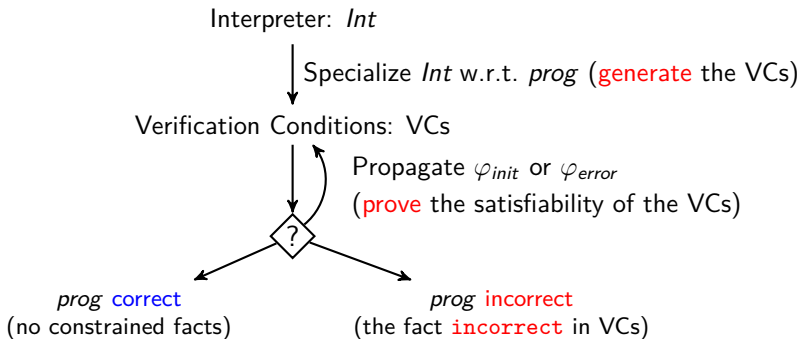 Interpreter: Int
Specialize Int w.r.t. prog (generate the VCs)
Verification Conditions: VCs
Propagate φinit or φerror
(prove the satisfiability of the VCs)
?
prog correct
(no constrained facts)
prog incorrect
(the fact incorrect in VCs)